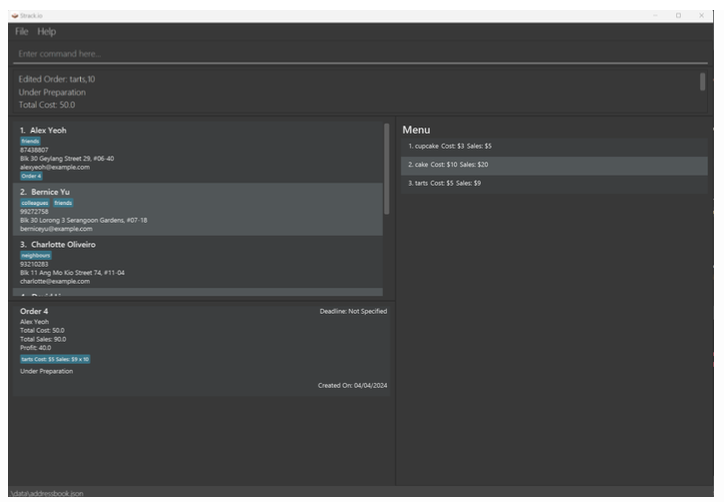 Strack.io
File Help
Enter command here...
Edited Order: tarts,10
Under Preparation
Total Cost: 50.0
1. Alex Yeoh
friends
87438807
Blk 30 Geylang Street 29, #06-40
alexyeoh@example.com
Order 4
2. Bernice Yu
colleagues friends
99272758
Blk 30 Lorong 3 Serangoon Gardens, #07-18
berniceyu@example.com
3. Charlotte Oliveiro
neighbours
93210283
Blk 11 Ang Mo Kio Street 74, #11-04
charlotte@example.com
Menu
1. cupcake Cost: $3 Sales: $5
2. cake Cost: $10 Sales: $20
3. tarts Cost: $5 Sales: $9
Order 4
Deadline: Not Specified
Alex Yeoh
Total Cost: 50.0
Total Sales: 90.0
Profit: 40.0
tarts Cost: $5 Sales: $9 x 10
Under Preparation
Created On: 04/04/2024
\data\addressbook.json